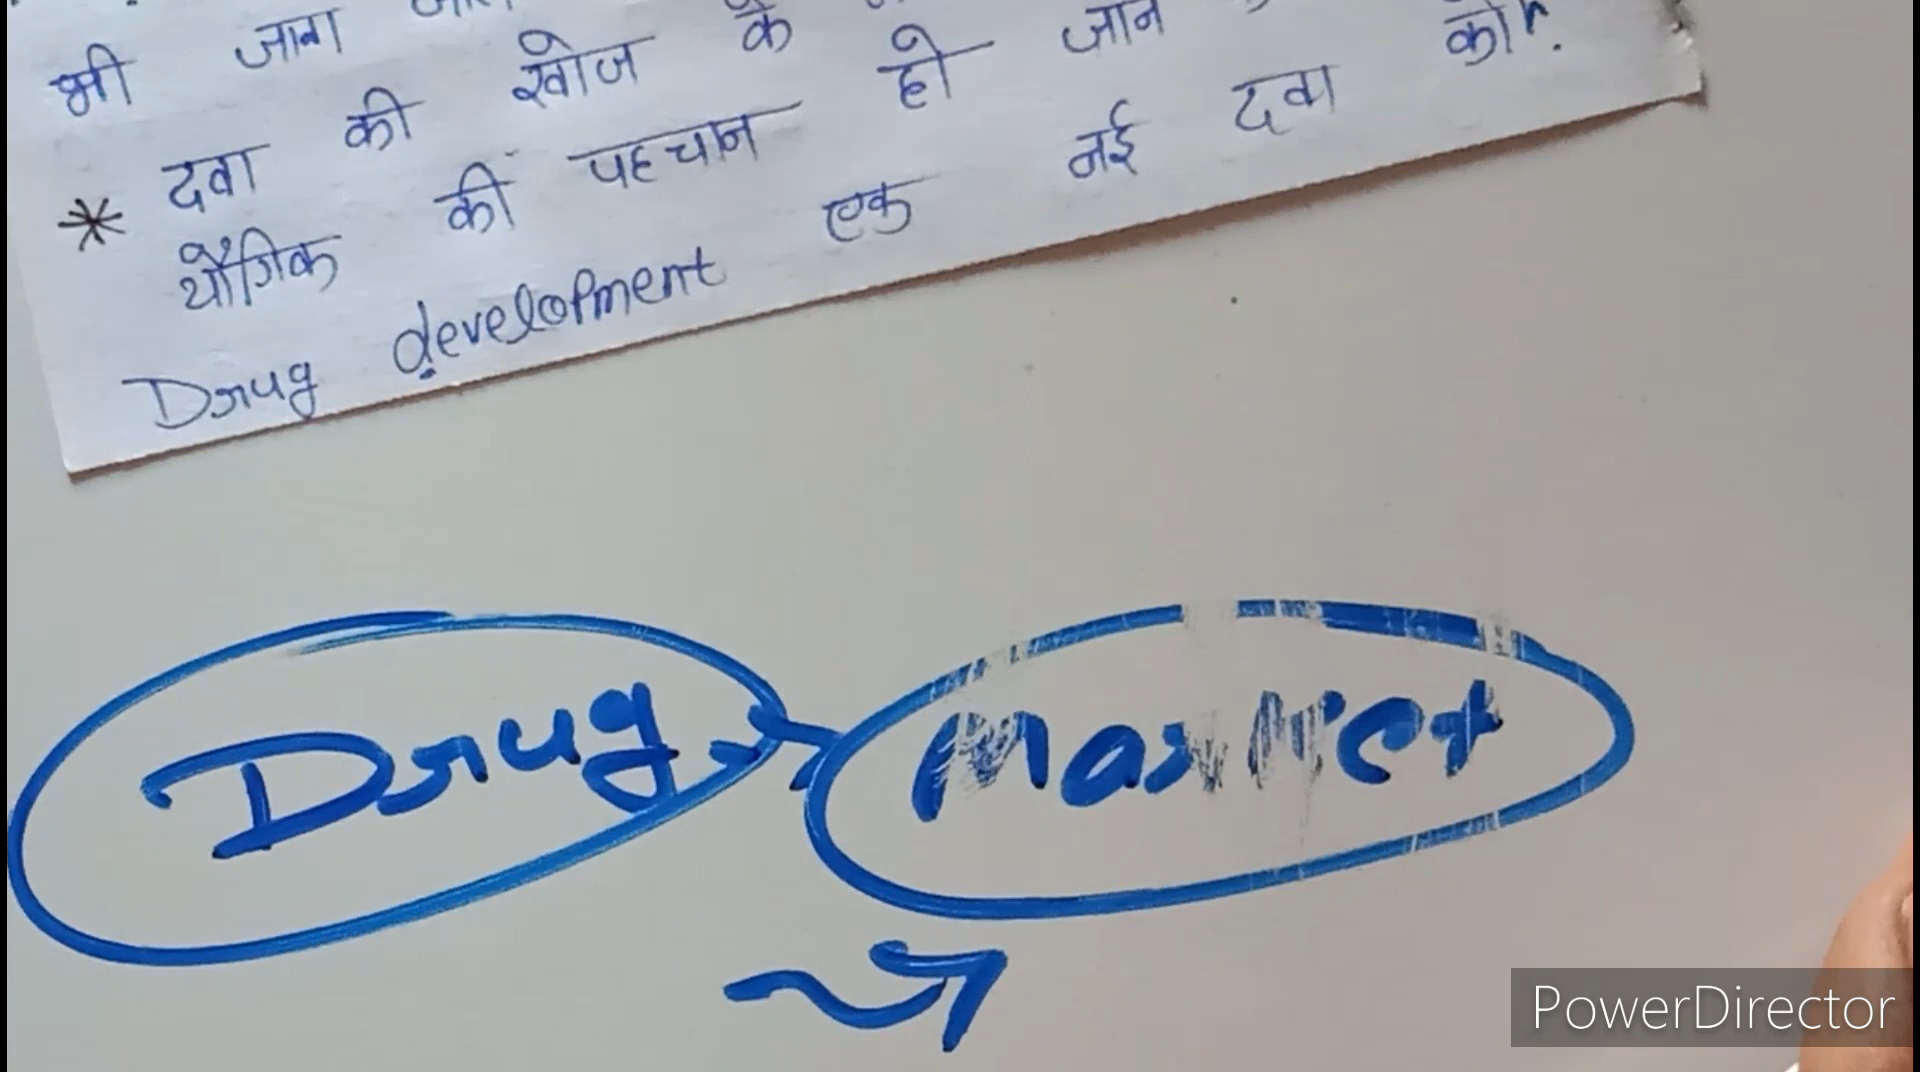 भी जाना
* दवा की खोज के
यौगिक की पहचान हो जाने
Drug development एक नई दवा को
Drug Market
PowerDirector